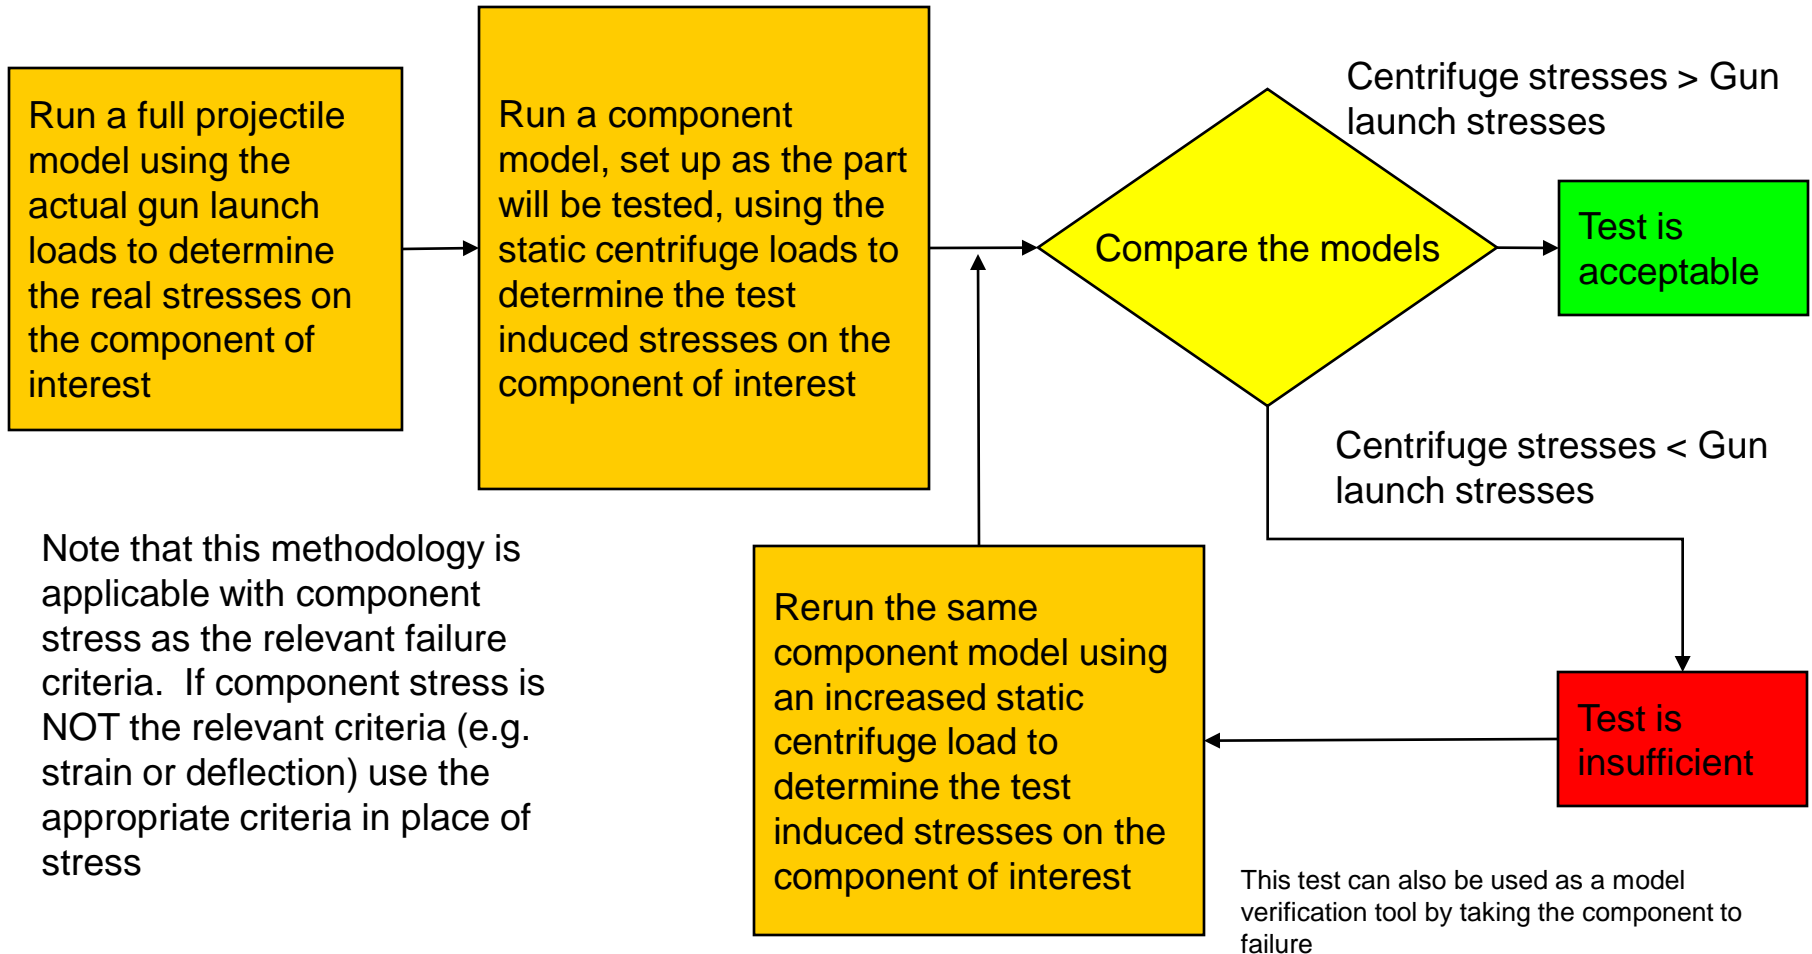 Run a full projectile
model using the
actual gun launch
loads to determine
the real stresses on
the component of
interest
Run a component
model, set up as the part
will be tested, using the
static centrifuge loads to
determine the test
induced stresses on the
component of interest
Compare the models
Centrifuge stresses > Gun
launch stresses
Test is
acceptable
Centrifuge stresses < Gun
launch stresses
Test is
insufficient
Rerun the same
component model using
an increased static
centrifuge load to
determine the test
induced stresses on the
component of interest
Note that this methodology is
applicable with component
stress as the relevant failure
criteria.  If component stress is
NOT the relevant criteria (e.g.
strain or deflection) use the
appropriate criteria in place of
stress
This test can also be used as a model
verification tool by taking the component to
failure